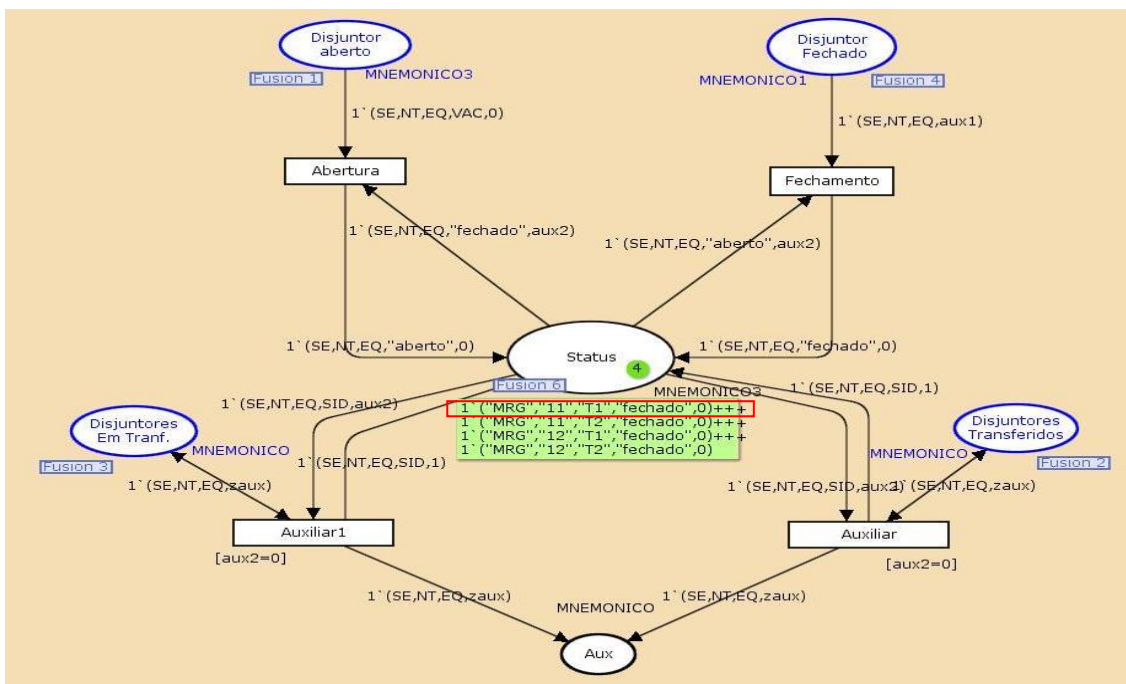 Disjuntor
aberto
Fusion 1
MNEMONICO3
Disjuntor
Fechado
MNEMONICO1
Fusion 4
1`(SE,NT,EQ,VAC,0)
1`(SE,NT,EQ,aux1)
Abertura
Fechamento
1`(SE,NT,EQ,"fechado",aux2)
1`(SE,NT,EQ,"aberto",aux2)
1`(SE,NT,EQ,"aberto",0)
Status
4
1`(SE,NT,EQ,"fechado",0)
Fusion 6
MNEMONICO3
1`(SE,NT,EQ,SID,1)
1`(SE,NT,EQ,SID,aux2)
1`("MRG","11","T1","fechado",0)+++
1`("MRG","11","T2","fechado",0)+++
1`("MRG","12","T1","fechado",0)+++
1`("MRG","12","T2","fechado",0)
Disjuntores
Em Tranf.
MNEMONICO
Fusion 3
1`(SE,NT,EQ,SID,1)
1`(SE,NT,EQ,zaux)
Disjuntores
Transferidos
MNEMONICO
Fusion 2
1`(SE,NT,EQ,SID,aux2)
1`(SE,NT,EQ,zaux)
Auxiliar1
[aux2=0]
Auxiliar
[aux2=0]
1`(SE,NT,EQ,zaux)
MNEMONICO
1`(SE,NT,EQ,zaux)
Aux